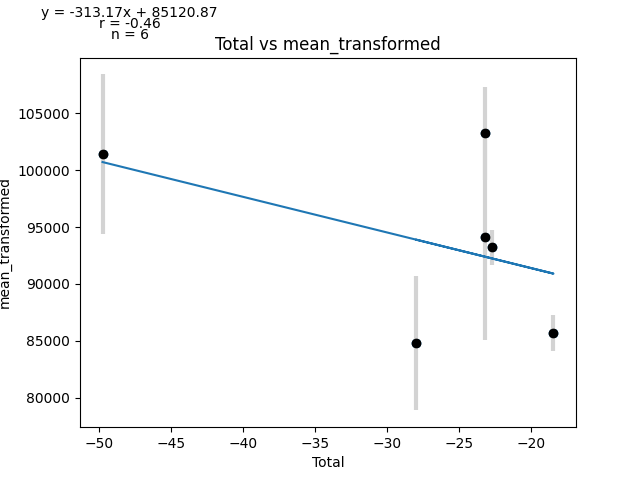 y = -313.17x + 85120.87
r = -0.46
n = 6
Total vs mean_transformed
105000
100000
95000
90000
85000
80000
mean_transformed
−50
−45
−40
−35
−30
−25
−20
Total